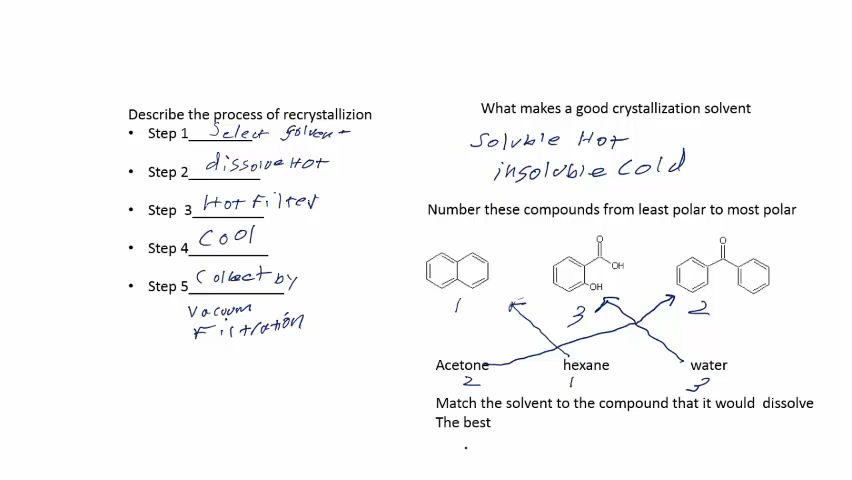 Describe the process of recrystallizion
• Step 1 Select solvent
• Step 2 dissolve HOT
• Step 3 Hot Filter
• Step 4 Cool
• Step 5 Collect by
Vacuum
Filtration
What makes a good crystallization solvent
Soluble Hot
insoluble Cold
Number these compounds from least polar to most polar
O
OH
OH
O
1 3 2
Acetone hexane water
2 1 3
Match the solvent to the compound that it would dissolve
The best
.